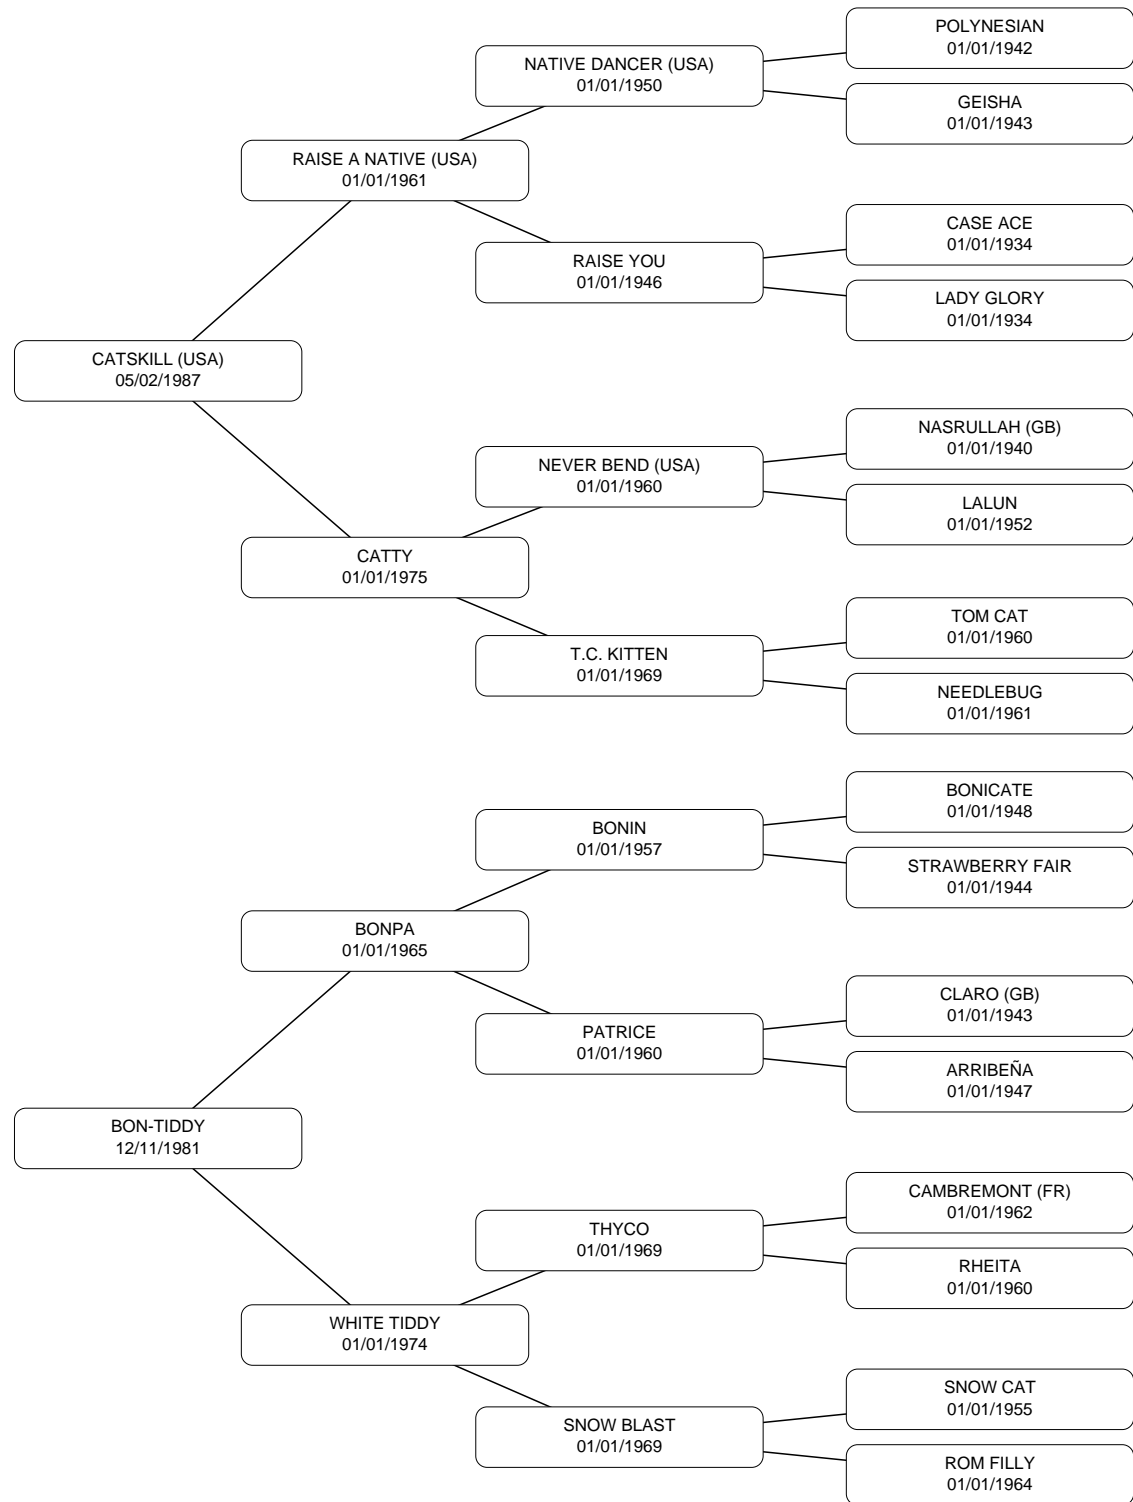 POLYNESIAN
01/01/1942
NATIVE DANCER (USA)
01/01/1950
GEISHA
01/01/1943
RAISE A NATIVE (USA)
01/01/1961
CASE ACE
01/01/1934
RAISE YOU
01/01/1946
LADY GLORY
01/01/1934
CATSKILL (USA)
05/02/1987
NASRULLAH (GB)
01/01/1940
NEVER BEND (USA)
01/01/1960
LALUN
01/01/1952
CATTY
01/01/1975
TOM CAT
01/01/1960
T.C. KITTEN
01/01/1969
NEEDLEBUG
01/01/1961
BONICATE
01/01/1948
BONIN
01/01/1957
STRAWBERRY FAIR
01/01/1944
BONPA
01/01/1965
CLARO (GB)
01/01/1943
PATRICE
01/01/1960
ARRIBEÑA
01/01/1947
BON-TIDDY
12/11/1981
CAMBREMONT (FR)
01/01/1962
THYCO
01/01/1969
RHEITA
01/01/1960
WHITE TIDDY
01/01/1974
SNOW CAT
01/01/1955
SNOW BLAST
01/01/1969
ROM FILLY
01/01/1964